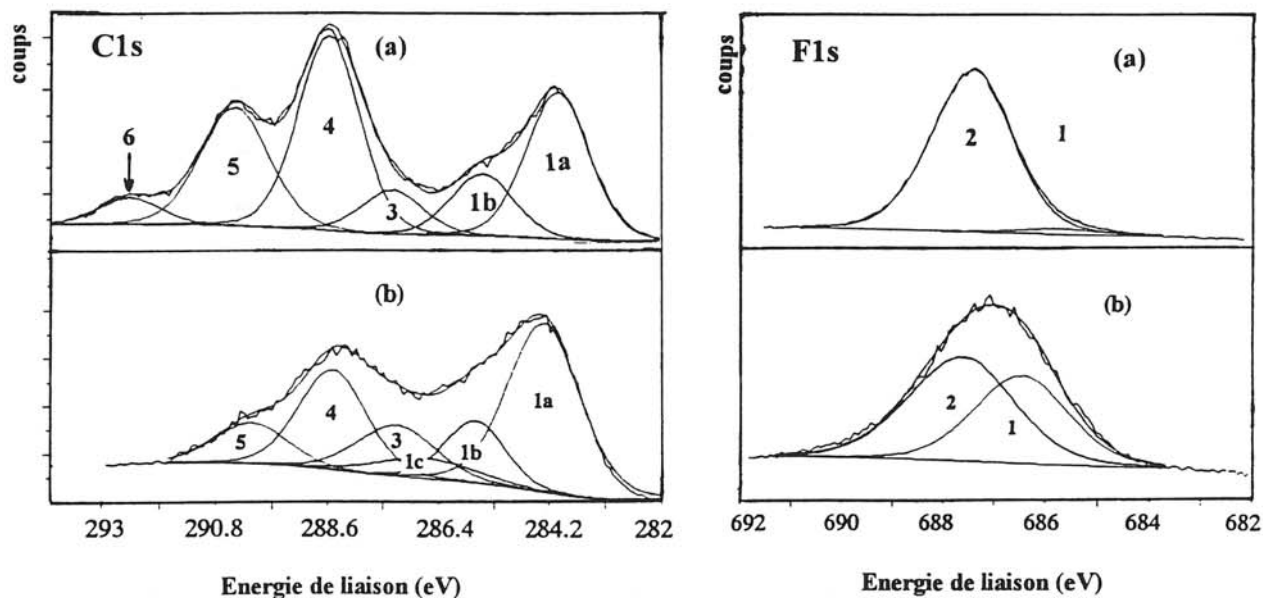 C1s
(a)
coups
6
5
4
3
1b
1a
(b)
5
4
3
1c
1b
1a
293 290.8 288.6 286.4 284.2 282
Energie de liaison (eV)
F1s
(a)
coups
2
1
(b)
2
1
692 690 688 686 684 682
Energie de liaison (eV)